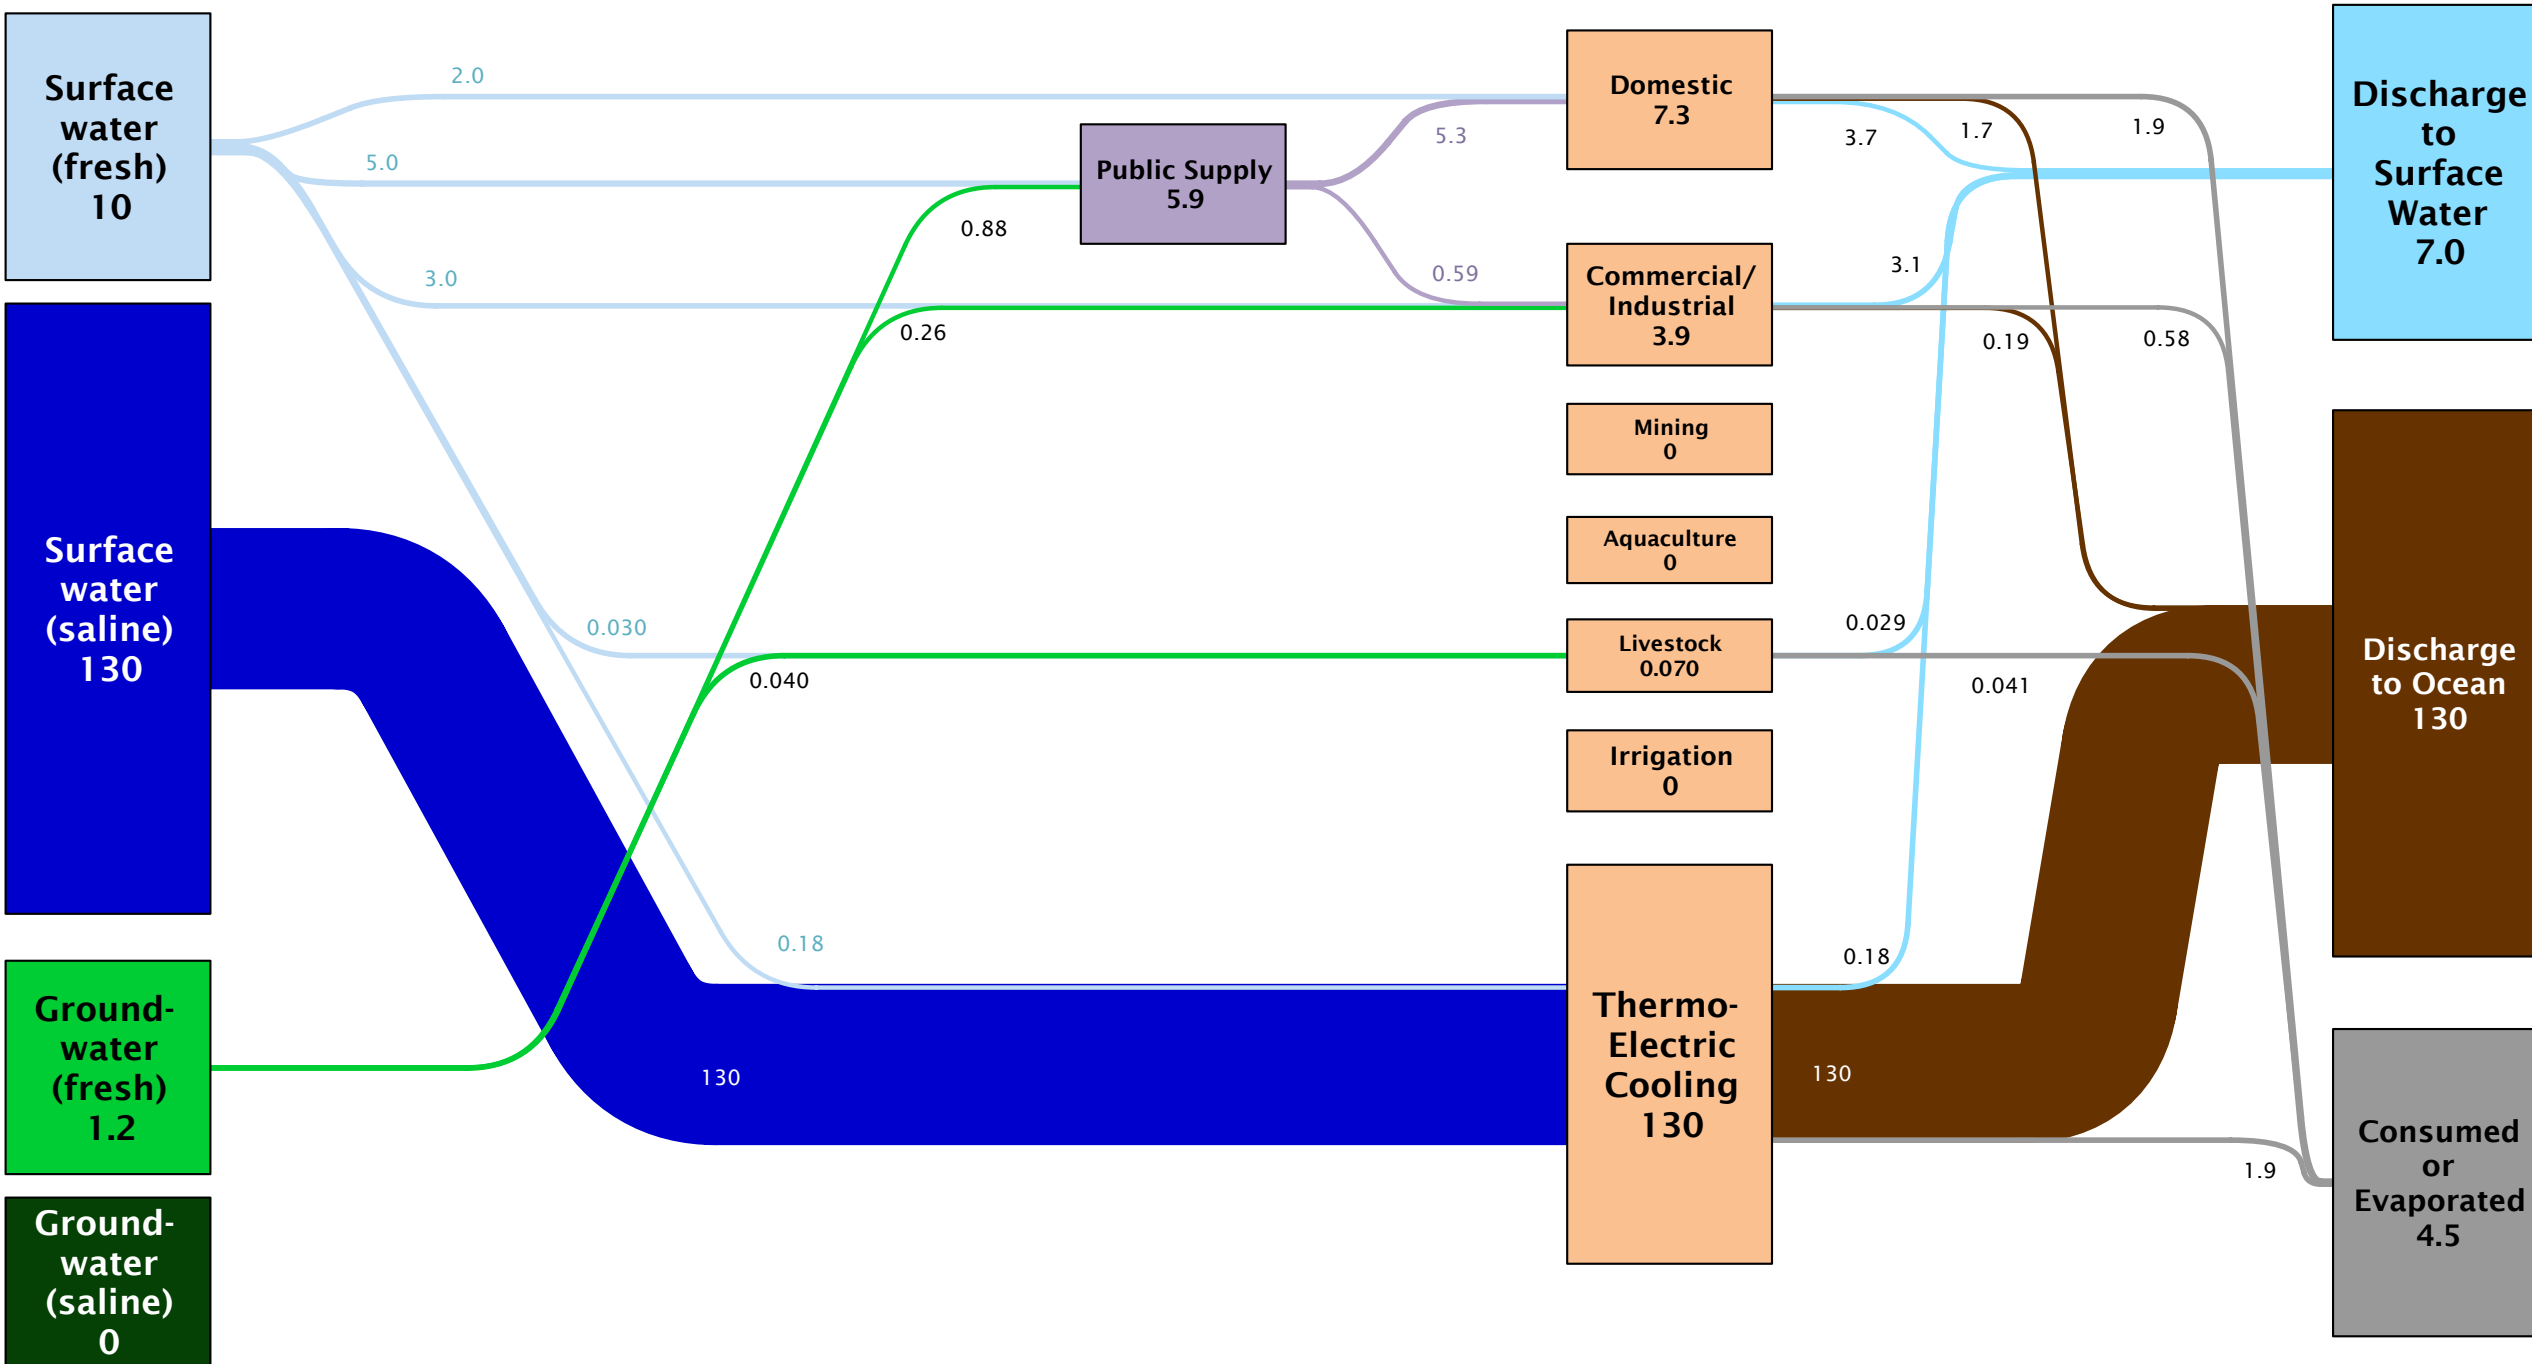 Surface
water
(fresh)
10
Surface
water
(saline)
130
Ground-
water
(fresh)
1.2
Ground-
water
(saline)
0
2.0
5.0
3.0
0.88
0.26
0.030
0.040
0.18
130
Public Supply
5.9
5.3
0.59
Domestic
7.3
Commercial/
Industrial
3.9
Mining
0
Aquaculture
0
Livestock
0.070
Irrigation
0
Thermo-
Electric
Cooling
130
3.7
1.7
1.9
3.1
0.19
0.58
0.029
0.041
0.18
130
1.9
Discharge
to
Surface
Water
7.0
Discharge
to Ocean
130
Consumed
or
Evaporated
4.5